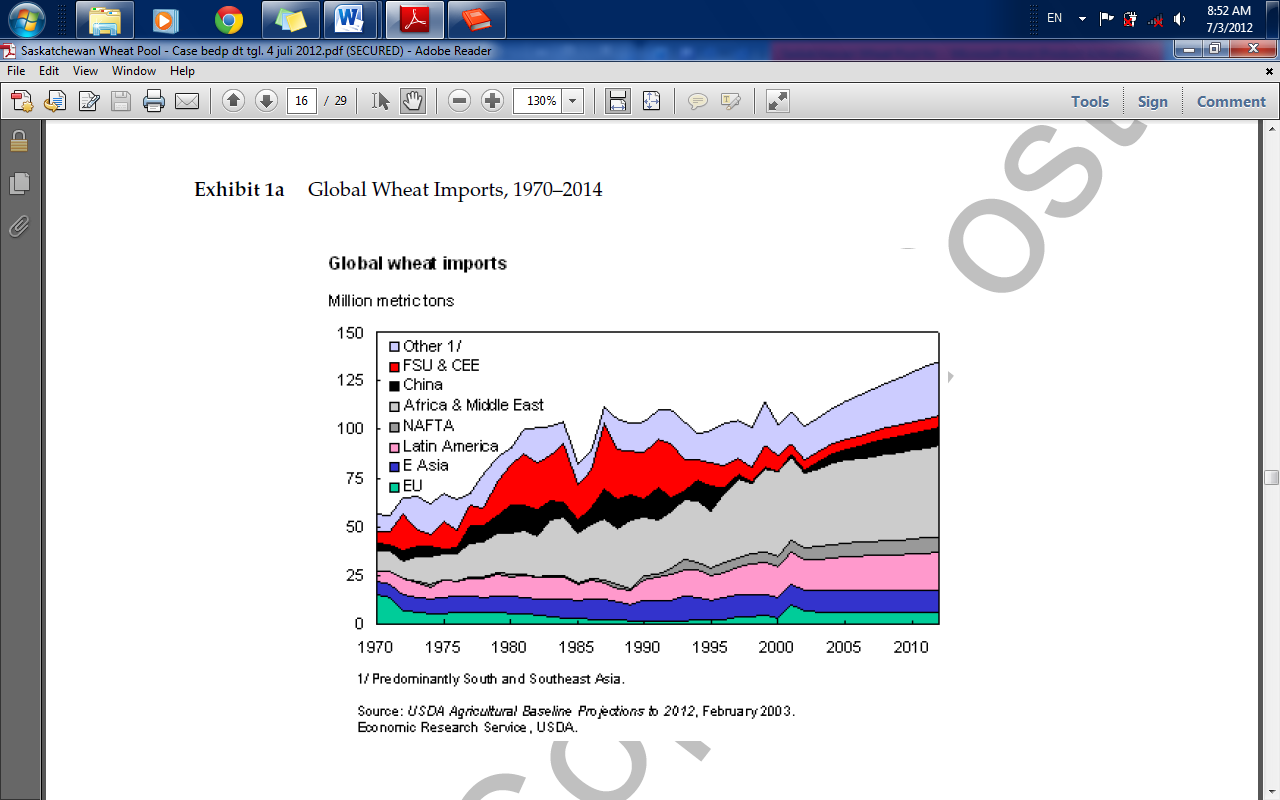 EN
8:52 AM
7/3/2012
Saskatchewan Wheat Pool - Case bedp dt tgl. 4 juli 2012.pdf (SECURED) - Adobe Reader
File Edit View Window Help
16 / 29
130%
Tools Sign Comment
Exhibit 1a Global Wheat Imports, 1970–2014
Global wheat imports
Million metric tons
150
125
100
75
50
25
0
Other 1/
FSU & CEE
China
Africa & Middle East
NAFTA
Latin America
E Asia
EU
1970 1975 1980 1985 1990 1995 2000 2005 2010
1/ Predominantly South and Southeast Asia.
Source: USDA Agricultural Baseline Projections to 2012, February 2003.
Economic Research Service, USDA.